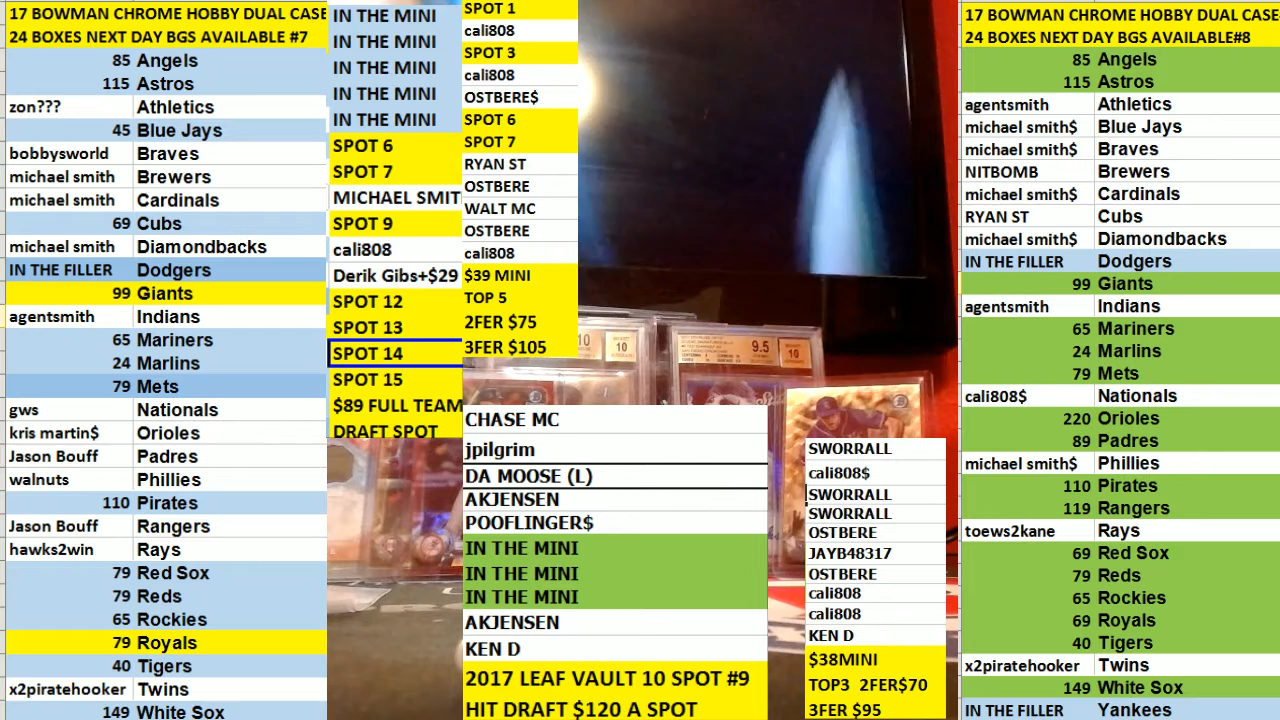 17 BOWMAN CHROME HOBBY DUAL CASE
24 BOXES NEXT DAY BGS AVAILABLE #7
85 Angels
115 Astros
zon??? Athletics
45 Blue Jays
bobbysworld Braves
michael smith Brewers
michael smith Cardinals
69 Cubs
michael smith Diamondbacks
IN THE FILLER Dodgers
99 Giants
agentsmith Indians
65 Mariners
24 Marlins
79 Mets
gws Nationals
kris martin$ Orioles
Jason Bouff Padres
walnuts Phillies
110 Pirates
Jason Bouff Rangers
hawks2win Rays
79 Red Sox
79 Reds
65 Rockies
79 Royals
40 Tigers
x2piratehooker Twins
149 White Sox
IN THE MINI
IN THE MINI
IN THE MINI
IN THE MINI
IN THE MINI
SPOT 6
SPOT 7
MICHAEL SMIT
SPOT 9
cali808
Derik Gibs+$29
SPOT 12
SPOT 13
SPOT 14
SPOT 15
$89 FULL TEAM
DRAFT SPOT
SPOT 1
cali808
SPOT 3
cali808
OSTBERE$
SPOT 6
SPOT 7
RYAN ST
OSTBERE
WALT MC
OSTBERE
cali808
$39 MINI
TOP 5
2FER $75
3FER $105
10
10
9.5
10
CHASE MC
jpilgrim
DA MOOSE (L)
AKJENSEN
POOFLINGER$
IN THE MINI
IN THE MINI
IN THE MINI
AKJENSEN
KEN D
2017 LEAF VAULT 10 SPOT #9
HIT DRAFT $120 A SPOT
SWORRALL
cali808$
SWORRALL
SWORRALL
OSTBERE
JAYB48317
OSTBERE
cali808
cali808
KEN D
$38MINI
TOP3 2FER$70
3FER $95
17 BOWMAN CHROME HOBBY DUAL CASE
24 BOXES NEXT DAY BGS AVAILABLE#8
85 Angels
115 Astros
agentsmith Athletics
michael smith$ Blue Jays
michael smith$ Braves
NITBOMB Brewers
michael smith$ Cardinals
RYAN ST Cubs
michael smith$ Diamondbacks
IN THE FILLER Dodgers
99 Giants
agentsmith Indians
65 Mariners
24 Marlins
79 Mets
cali808$ Nationals
220 Orioles
89 Padres
michael smith$ Phillies
110 Pirates
119 Rangers
toews2kane Rays
69 Red Sox
79 Reds
65 Rockies
69 Royals
40 Tigers
x2piratehooker Twins
149 White Sox
IN THE FILLER Yankees